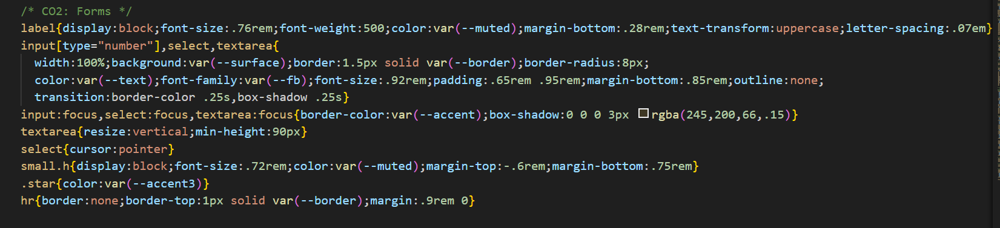 /* CO2: Forms */
label{display:block;font-size:.76rem;font-weight:500;color:var(--muted);margin-bottom:.28rem;text-transform:uppercase;letter-spacing:.07em}
input[type="number"],select,textarea{
  width:100%;background:var(--surface);border:1.5px solid var(--border);border-radius:8px;
  color:var(--text);font-family:var(--fb);font-size:.92rem;padding:.65rem .95rem;margin-bottom:.85rem;outline:none;
  transition:border-color .25s,box-shadow .25s}
input:focus,select:focus,textarea:focus{border-color:var(--accent);box-shadow:0 0 0 3px rgba(245,200,66,.15)}
textarea{resize:vertical;min-height:90px}
select{cursor:pointer}
small.h{display:block;font-size:.72rem;color:var(--muted);margin-top:-.6rem;margin-bottom:.75rem}
.star{color:var(--accent3)}
hr{border:none;border-top:1px solid var(--border);margin:.9rem 0}